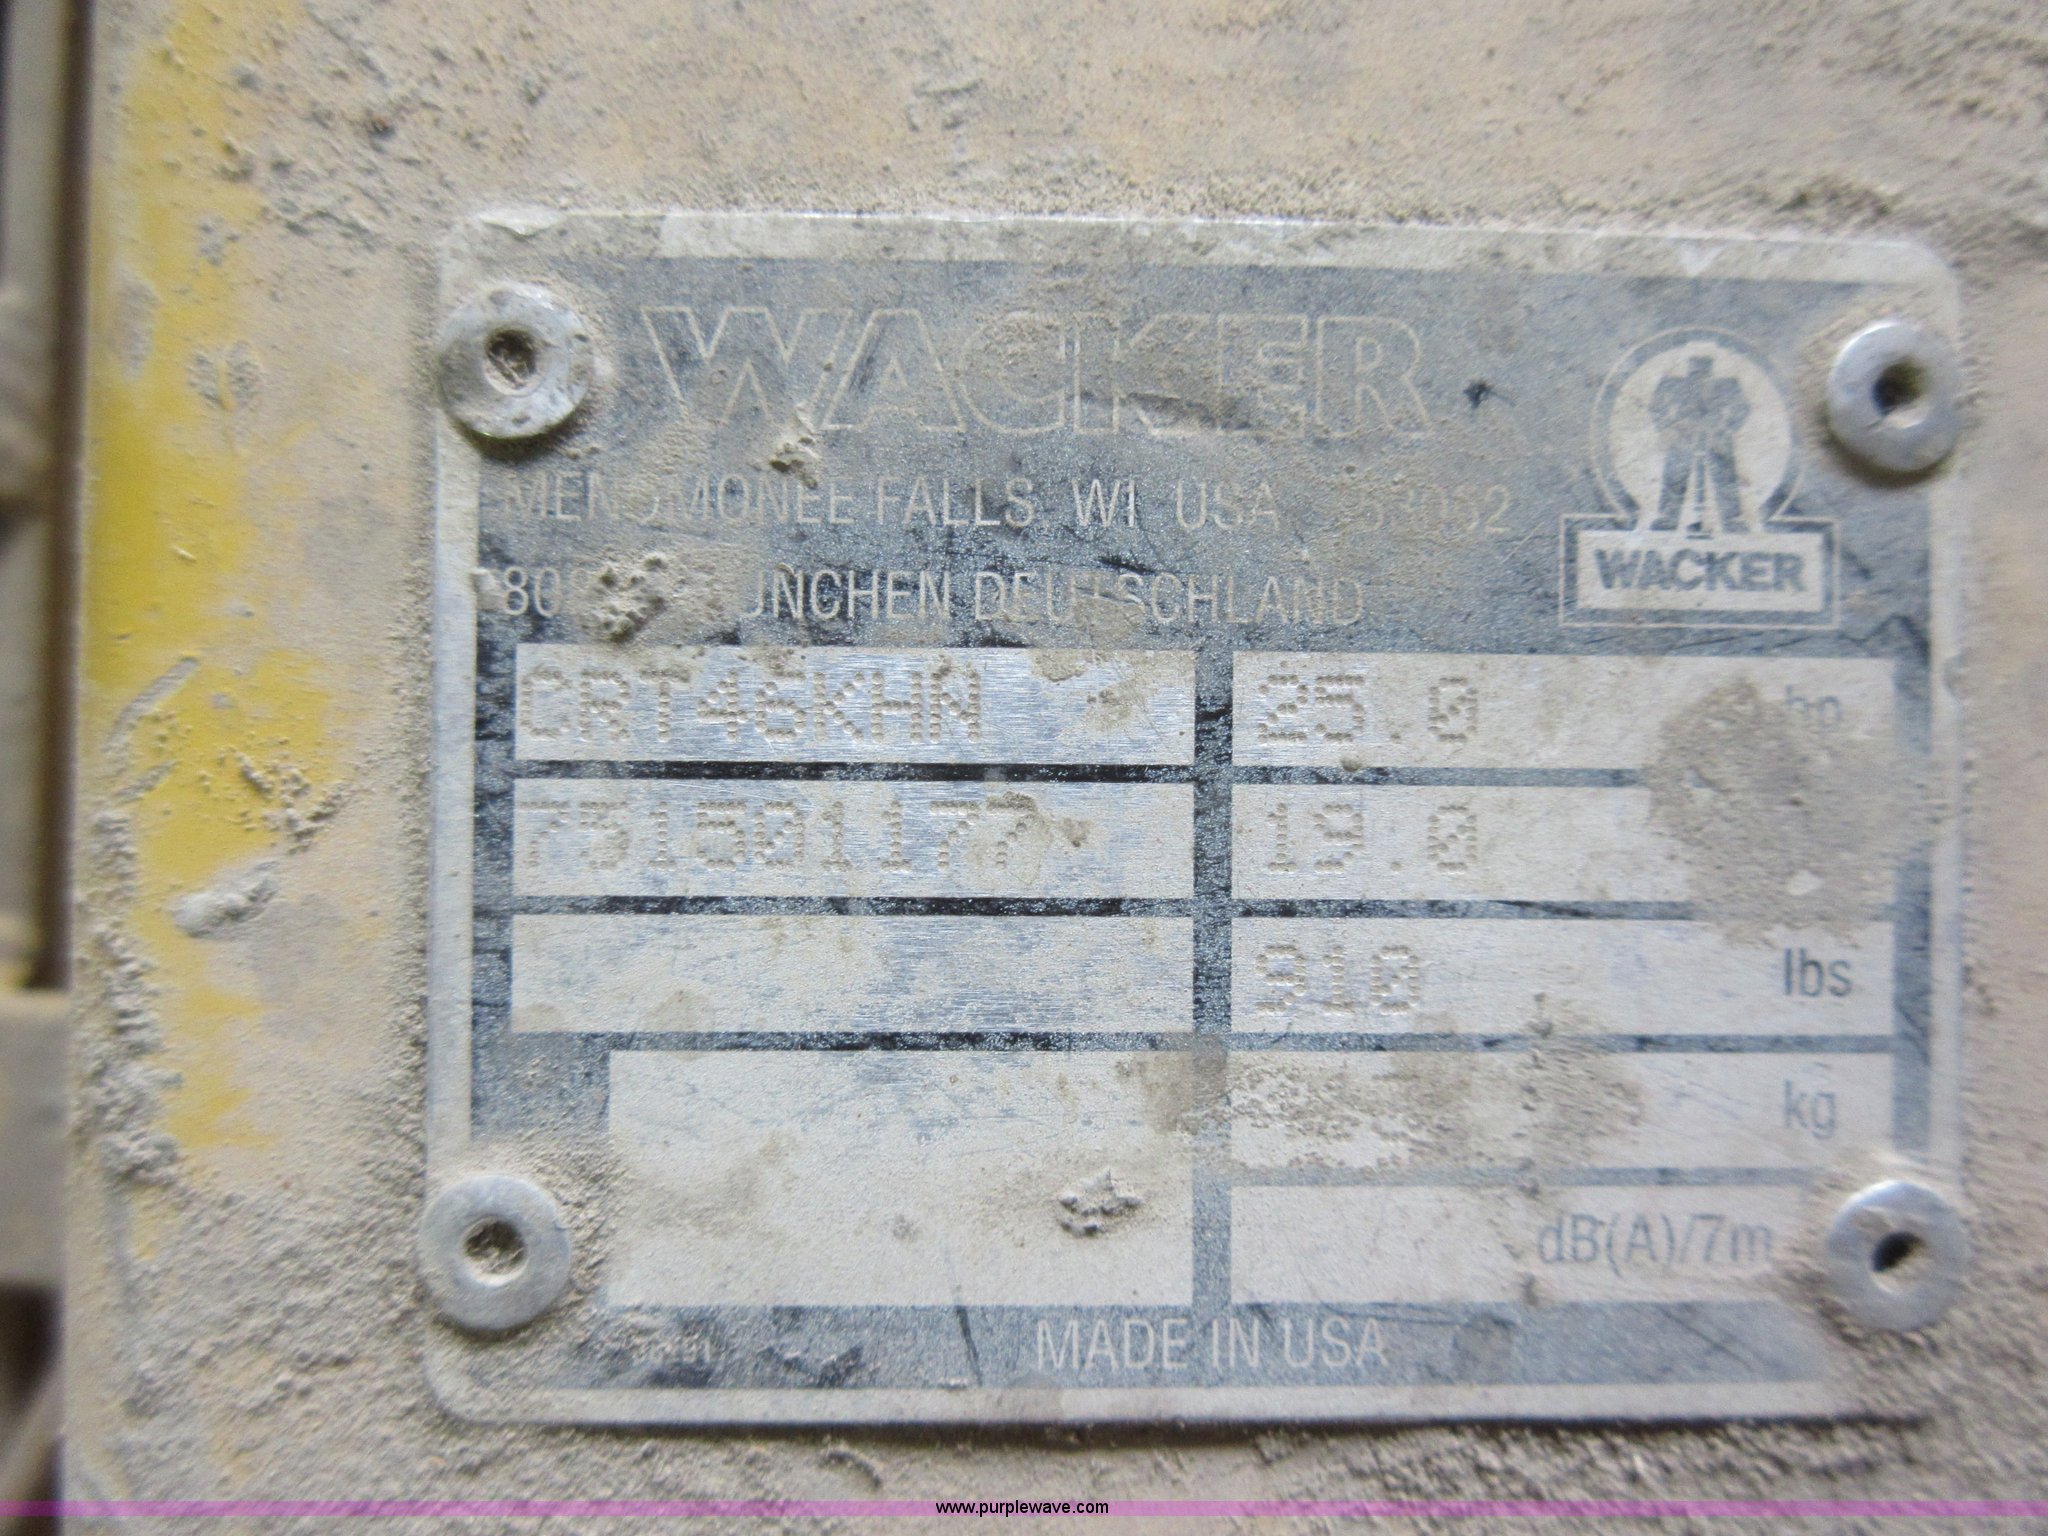 WACKER
MENOMONEE FALLS, WI USA
WACKER
MÜNCHEN DEUTSCHLAND
CRT46KHN 25.0 hp
751501177 19.0
910 lbs
kg
dB(A)/7m
MADE IN USA
www.purplewave.com